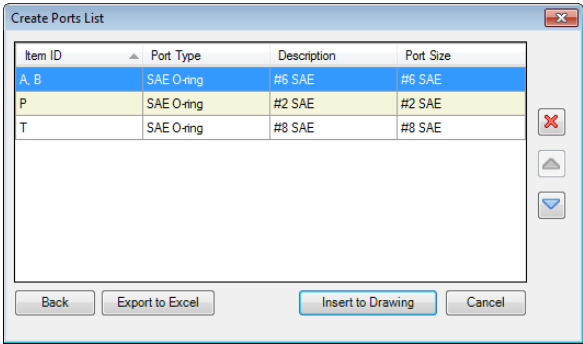 Create Ports List
Item ID Port Type Description Port Size
A, B SAE O-ring #6 SAE #6 SAE
P SAE O-ring #2 SAE #2 SAE
T SAE O-ring #8 SAE #8 SAE
Back Export to Excel Insert to Drawing Cancel